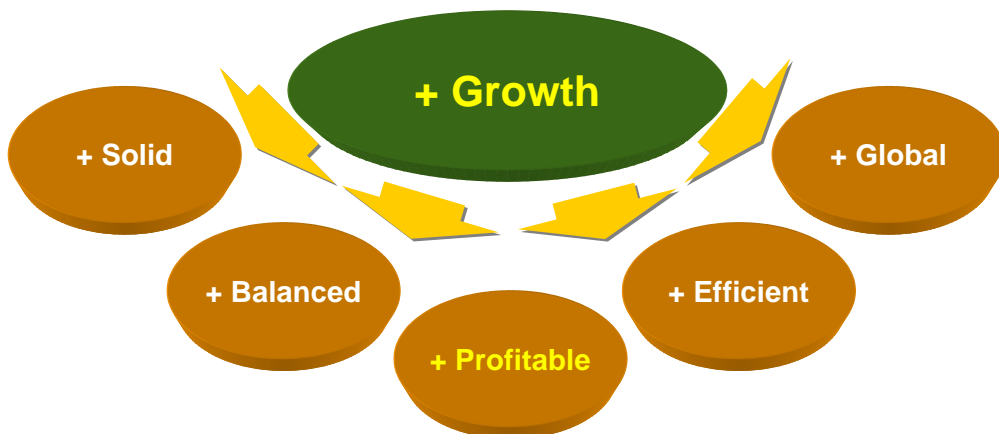 + Growth
+ Solid
+ Global
+ Balanced
+ Efficient
+ Profitable